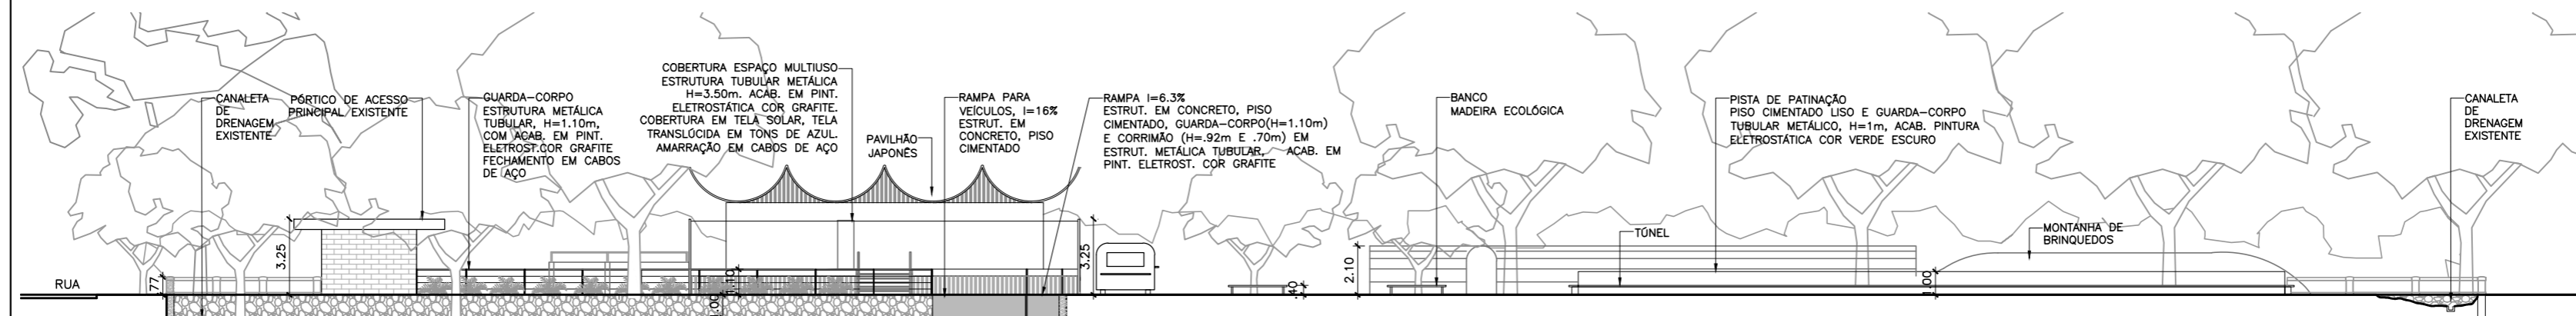 CANALETA
DE
DRENAGEM
EXISTENTE
PÓRTICO DE ACESSO
PRINCIPAL EXISTENTE
GUARDA-CORPO
ESTRUTURA METÁLICA
TUBULAR, H=1.10m,
COM ACAB. EM PINT.
ELETROST.COR GRAFITE
FECHAMENTO EM CABOS
DE AÇO
COBERTURA ESPAÇO MULTIUSO
ESTRUTURA TUBULAR METÁLICA
H=3.50m. ACAB. EM PINT.
ELETROSTÁTICA COR GRAFITE.
COBERTURA EM TELA SOLAR, TELA
TRANSLÚCIDA EM TONS DE AZUL.
AMARRAÇÃO EM CABOS DE AÇO
PAVILHÃO
JAPONÊS
RAMPA PARA
VEÍCULOS, I=16%
ESTRUT. EM
CONCRETO, PISO
CIMENTADO
RAMPA I=6.3%
ESTRUT. EM CONCRETO, PISO
CIMENTADO, GUARDA-CORPO(H=1.10m)
E CORRIMÃO (H=.92m E .70m) EM
ESTRUT. METÁLICA TUBULAR, ACAB. EM
PINT. ELETROST. COR GRAFITE
BANCO
MADEIRA ECOLÓGICA
PISTA DE PATINAÇÃO
PISO CIMENTADO LISO E GUARDA-CORPO
TUBULAR METÁLICO, H=1m, ACAB. PINTURA
ELETROSTÁTICA COR VERDE ESCURO
CANALETA
DE
DRENAGEM
EXISTENTE
TÚNEL
MONTANHA DE
BRINQUEDOS
RUA
.77
3.25
1.10
1.00
3.25
.40
2.10
1.00